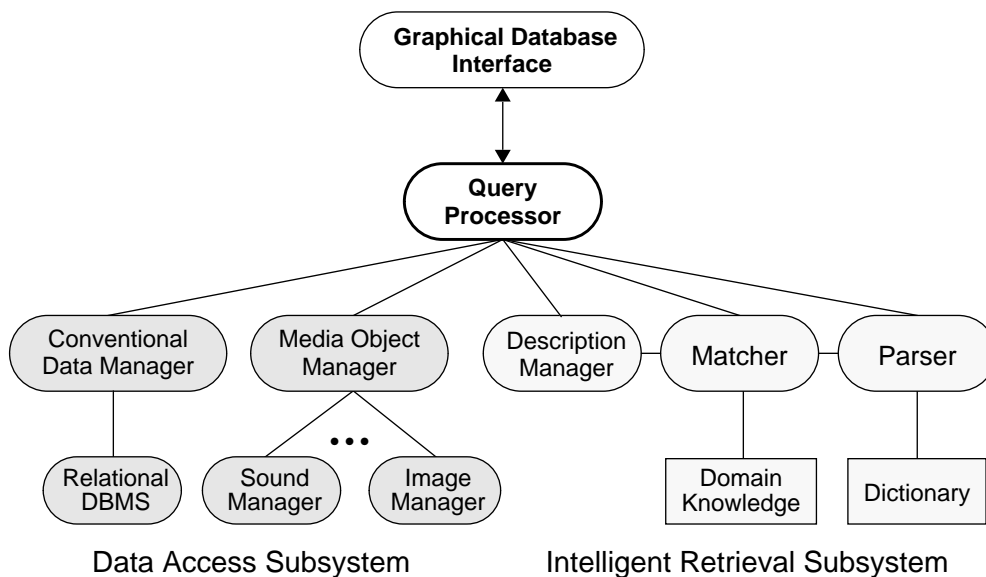 Graphical Database
Interface
Query
Processor
Conventional
Data Manager
Media Object
Manager
Description
Manager
Matcher
Parser
Relational
DBMS
Sound
Manager
Image
Manager
Domain
Knowledge
Dictionary
Data Access Subsystem
Intelligent Retrieval Subsystem